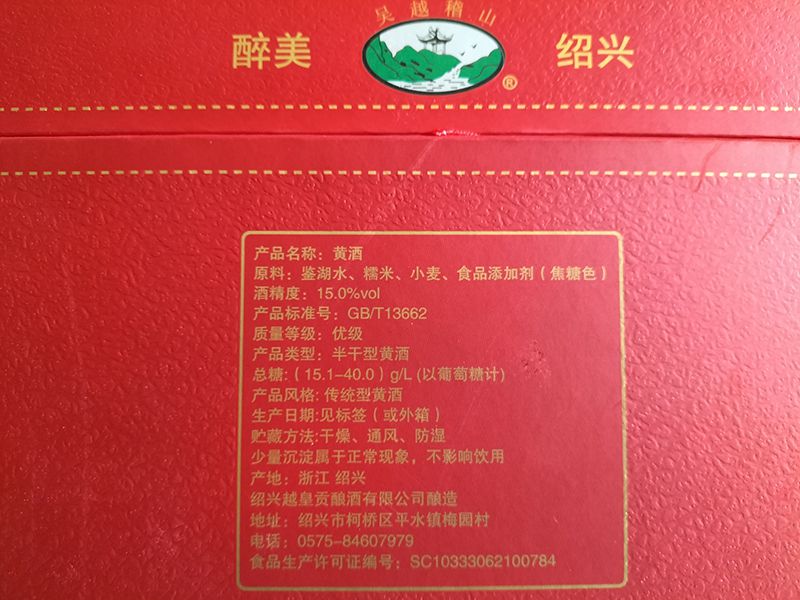 吴越稽山
醉美 绍兴
®
产品名称：黄酒
原料：鉴湖水、糯米、小麦、食品添加剂（焦糖色）
酒精度：15.0%vol
产品标准号：GB/T13662
质量等级：优级
产品类型：半干型黄酒
总糖:（15.1-40.0）g/L (以葡萄糖计)
产品风格: 传统型黄酒
生产日期:见标签（或外箱）
贮藏方法:干燥、通风、防湿
少量沉淀属于正常现象，不影响饮用
产地：浙江 绍兴
绍兴越皇贡酿酒有限公司酿造
地址：绍兴市柯桥区平水镇梅园村
电话：0575-84607979
食品生产许可证编号：SC10333062100784